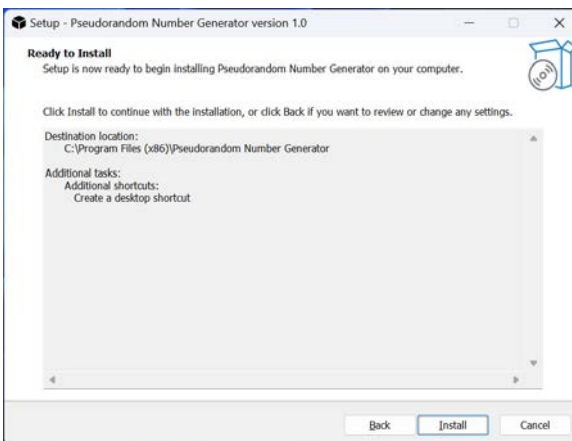 Setup - Pseudorandom Number Generator version 1.0
Ready to Install
Setup is now ready to begin installing Pseudorandom Number Generator on your computer.
Click Install to continue with the installation, or click Back if you want to review or change any settings.
Destination location:
C:\Program Files (x86)\Pseudorandom Number Generator
Additional tasks:
Additional shortcuts:
Create a desktop shortcut
Back Install Cancel